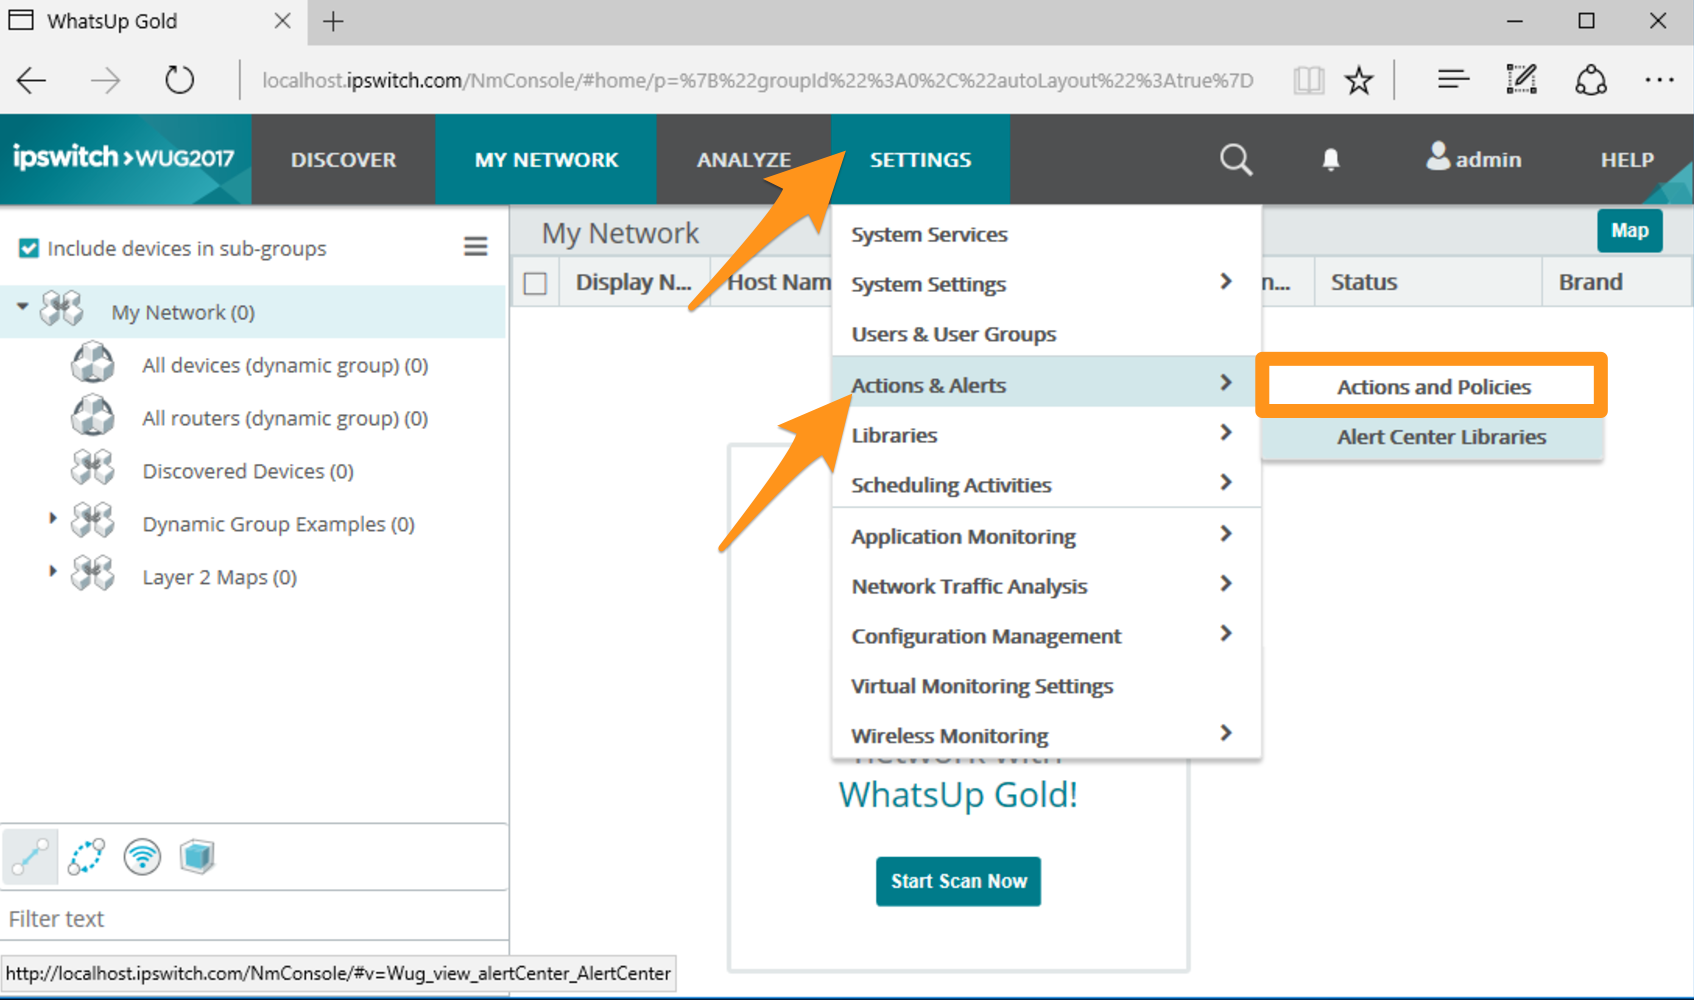 WhatsUp Gold
localhost.ipswitch.com/NmConsole/#home/p=%7B%22groupId%22%3A0%2C%22autoLayout%22%3Atrue%7D
ipswitch >WUG2017
DISCOVER
MY NETWORK
ANALYZE
SETTINGS
admin
HELP
Include devices in sub-groups
My Network (0)
All devices (dynamic group) (0)
All routers (dynamic group) (0)
Discovered Devices (0)
Dynamic Group Examples (0)
Layer 2 Maps (0)
Filter text
http://localhost.ipswitch.com/NmConsole/#v=Wug_view_alertCenter_AlertCenter
My Network
Map
Display N...
Host Nam
n...
Status
Brand
System Services
System Settings
Users & User Groups
Actions & Alerts
Libraries
Scheduling Activities
Application Monitoring
Network Traffic Analysis
Configuration Management
Virtual Monitoring Settings
Wireless Monitoring
Actions and Policies
Alert Center Libraries
network with
WhatsUp Gold!
Start Scan Now